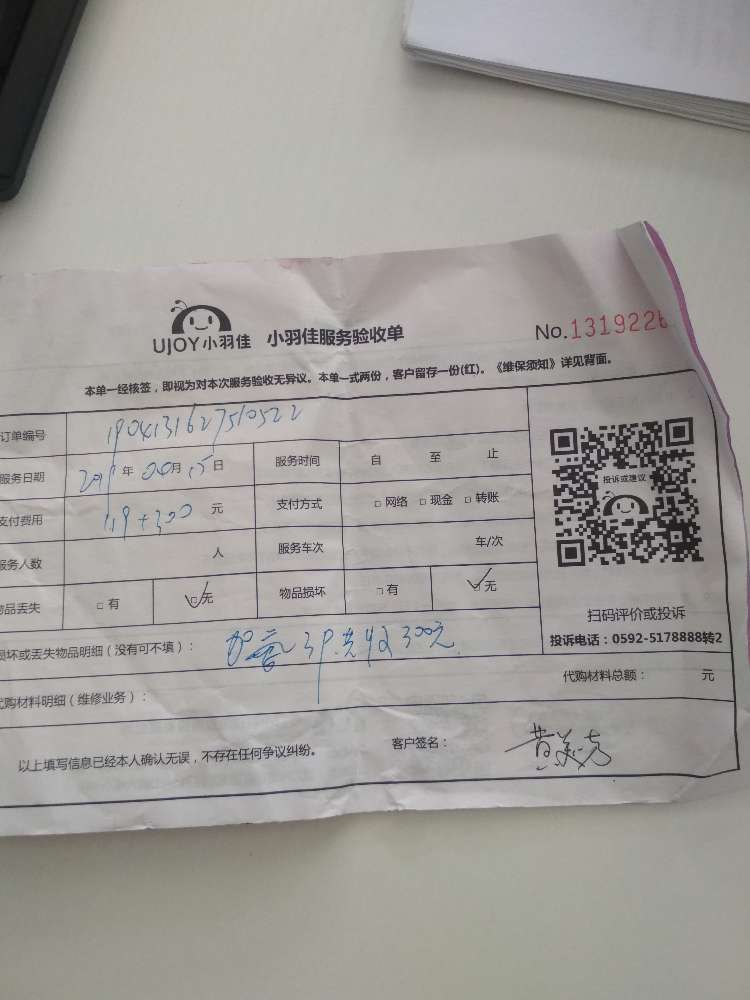 UJOY小羽佳 小羽佳服务验收单 No.1319226
本单一经核签，即视为对本次服务验收无异议。本单一式两份，客户留存一份(红)。《维保须知》详见背面。
订单编号 1904131627510522
服务日期 年 月15日 服务时间 自 至 止
支付费用 119+300 元 支付方式 □网络 □现金 □转账
服务人数 人 服务车次 车/次
物品丢失 □有 □无 物品损坏 □有 □无
投诉或建议
扫码评价或投诉
投诉电话：0592-5178888转2
损坏或丢失物品明细（没有可不填）： 300元
代购材料明细（维修业务）： 代购材料总额： 元
以上填写信息已经本人确认无误，不存在任何争议纠纷。 客户签名：